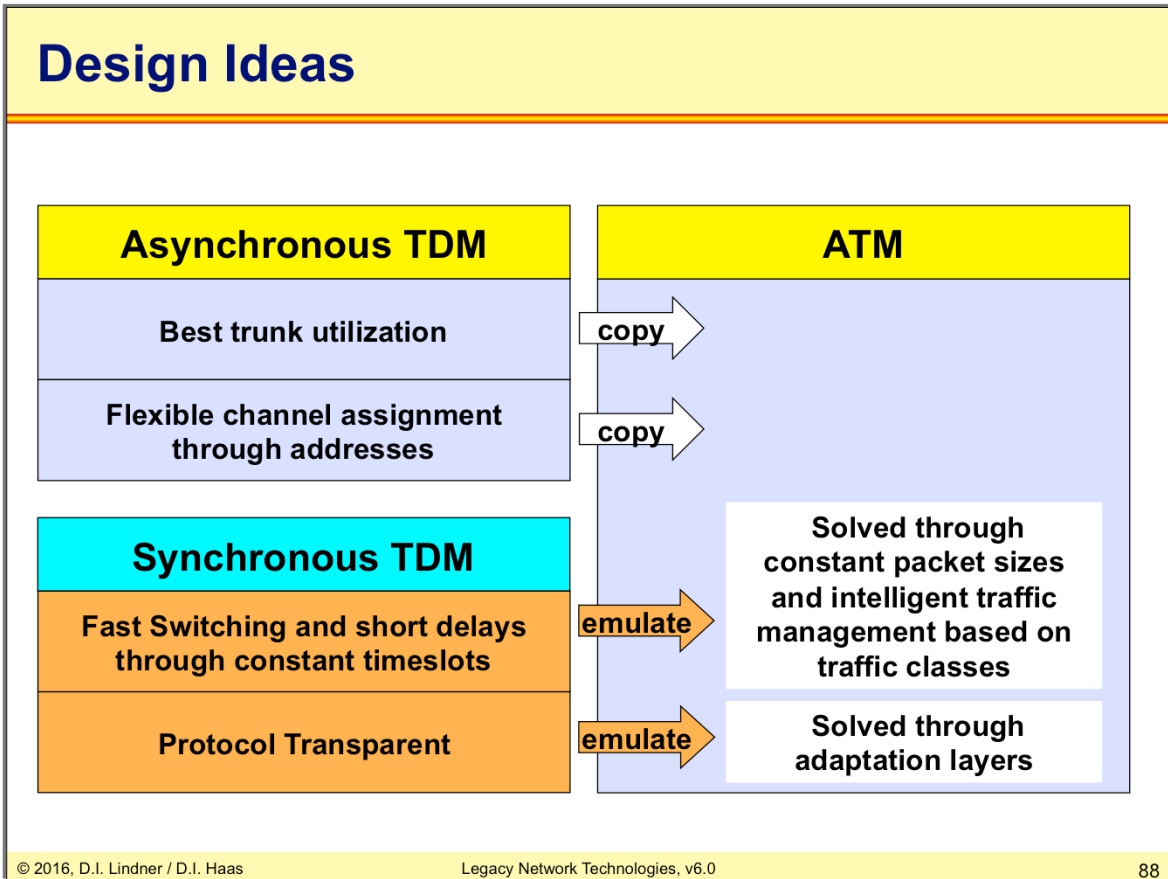 Design Ideas
Asynchronous TDM
Best trunk utilization
Flexible channel assignment
through addresses
Synchronous TDM
Fast Switching and short delays
through constant timeslots
Protocol Transparent
copy
copy
emulate
emulate
ATM
Solved through
constant packet sizes
and intelligent traffic
management based on
traffic classes
Solved through
adaptation layers
© 2016, D.I. Lindner / D.I. Haas
Legacy Network Technologies, v6.0
88